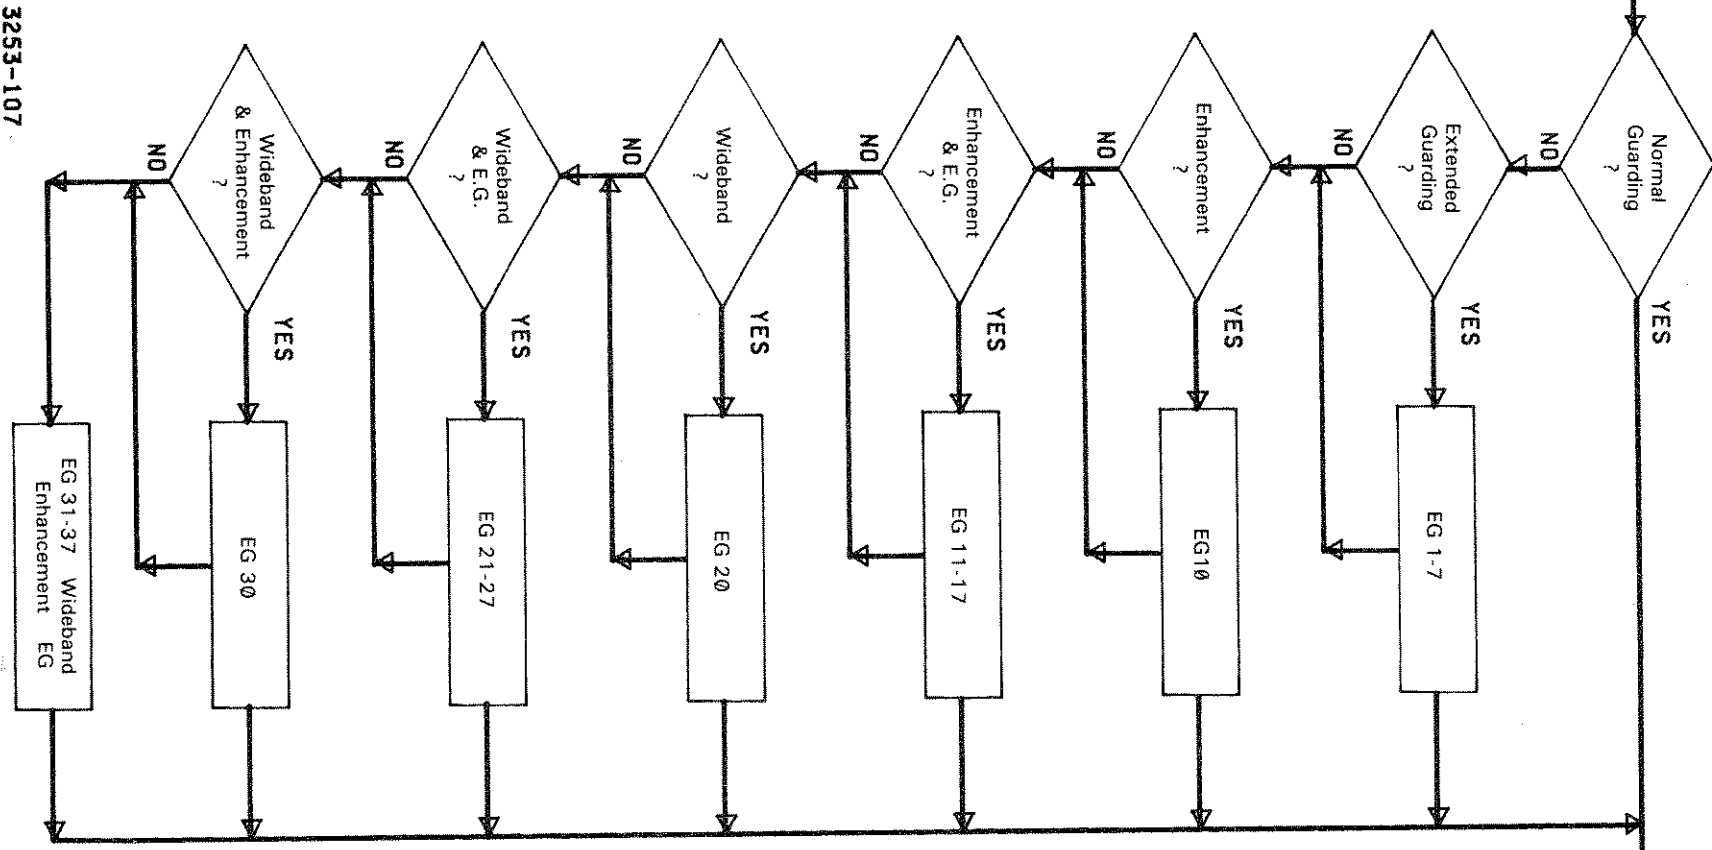 Normal
Guarding
?
NO
YES
Extended
Guarding
?
NO
YES
EG 1-7
Enhancement
?
NO
YES
EG10
Enhancement
& E.G.
?
NO
YES
EG 11-17
Wideband
?
NO
YES
EG 20
Wideband
& E.G.
?
NO
YES
EG 21-27
Wideband
& Enhancement
?
NO
YES
EG 30
EG 31-37 Wideband
Enhancement EG
3253-107